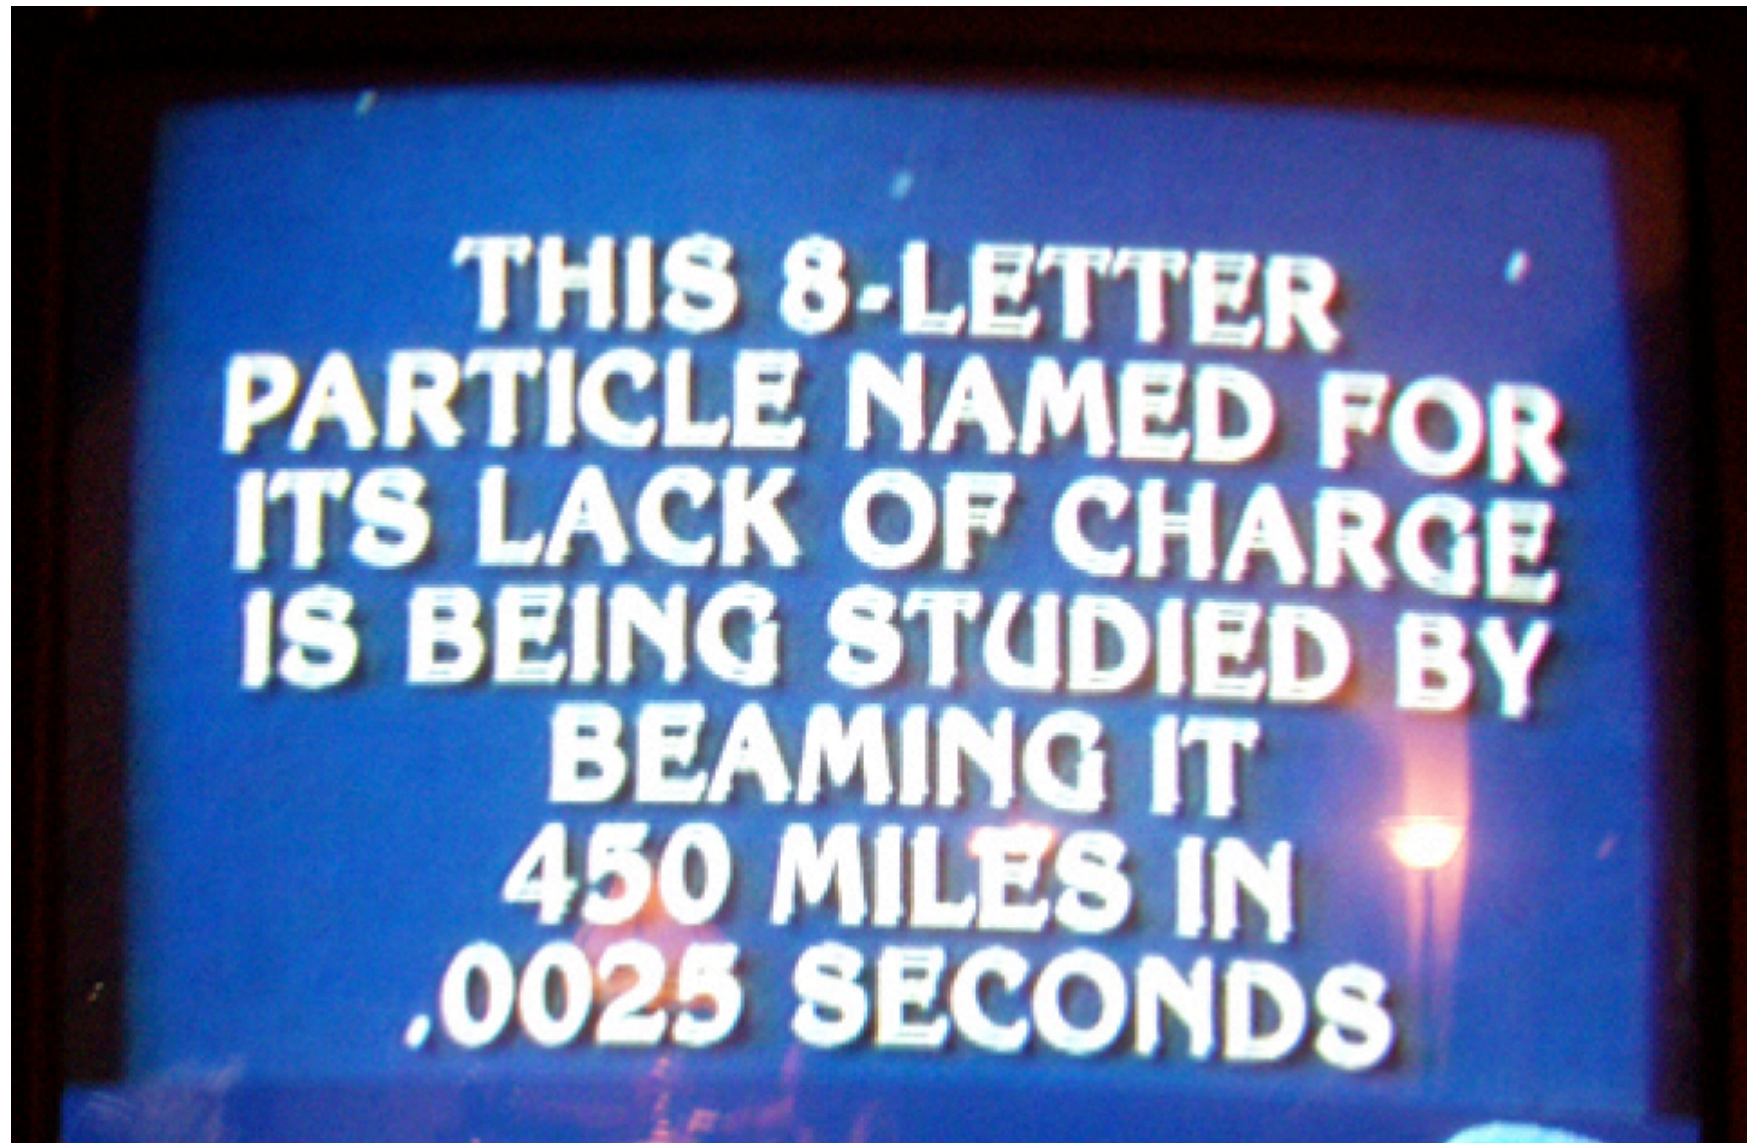 THIS 8-LETTER
PARTICLE NAMED FOR
ITS LACK OF CHARGE
IS BEING STUDIED BY
BEAMING IT
450 MILES IN
.0025 SECONDS